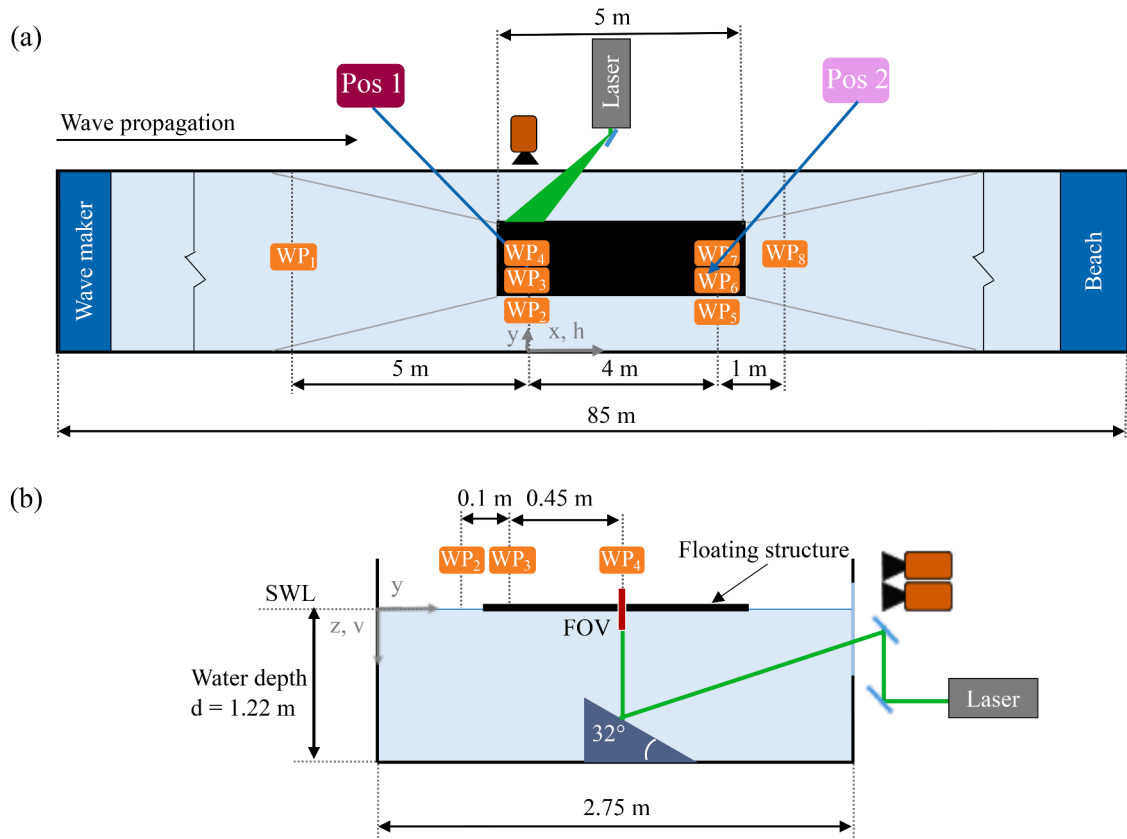 (a)
5 m
Pos 1
Laser
Pos 2
Wave propagation
Wave maker
WP₁
WP₄
WP₃
WP₂
WP₇
WP₆
WP₅
WP₈
Beach
y
x, h
5 m
4 m
1 m
85 m
(b)
0.1 m
0.45 m
WP₂
WP₃
WP₄
Floating structure
SWL
y
z, v
FOV
Water depth
d = 1.22 m
32°
Laser
2.75 m